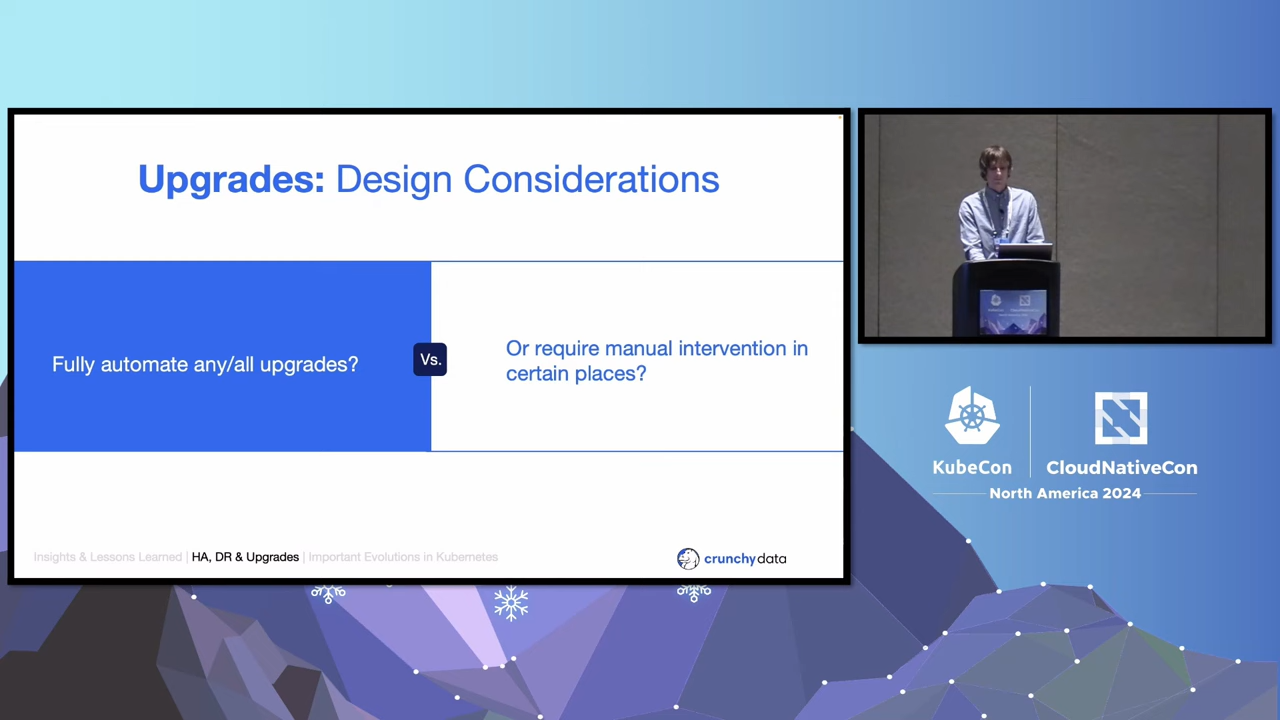 Upgrades: Design Considerations
Fully automate any/all upgrades?
Vs.
Or require manual intervention in
certain places?
Insights & Lessons Learned | HA, DR & Upgrades | Important Evolutions in Kubernetes
crunchydata
KubeCon
CloudNativeCon
North America 2024